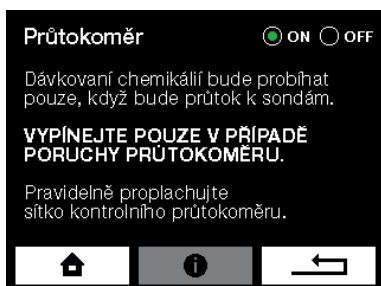 Průtokoměr ON OFF
Dávkovaní chemikálií bude probíhat
pouze, když bude průtok k sondám.
VYPÍNEJTE POUZE V PŘÍPADĚ
PORUCHY PRŮTOKOMĚRU.
Pravidelně proplachujte
sítko kontrolního průtokoměru.